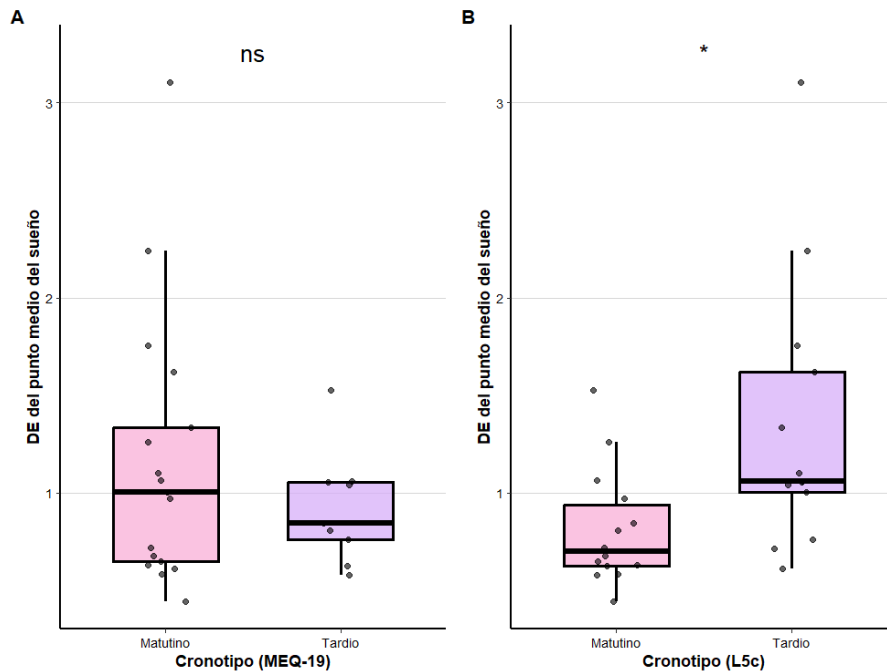 A
ns
DE del punto medio del sueño
3
2
1
Matutino
Tardio
Cronotipo (MEQ-19)
B
*
DE del punto medio del sueño
3
2
1
Matutino
Tardio
Cronotipo (L5c)